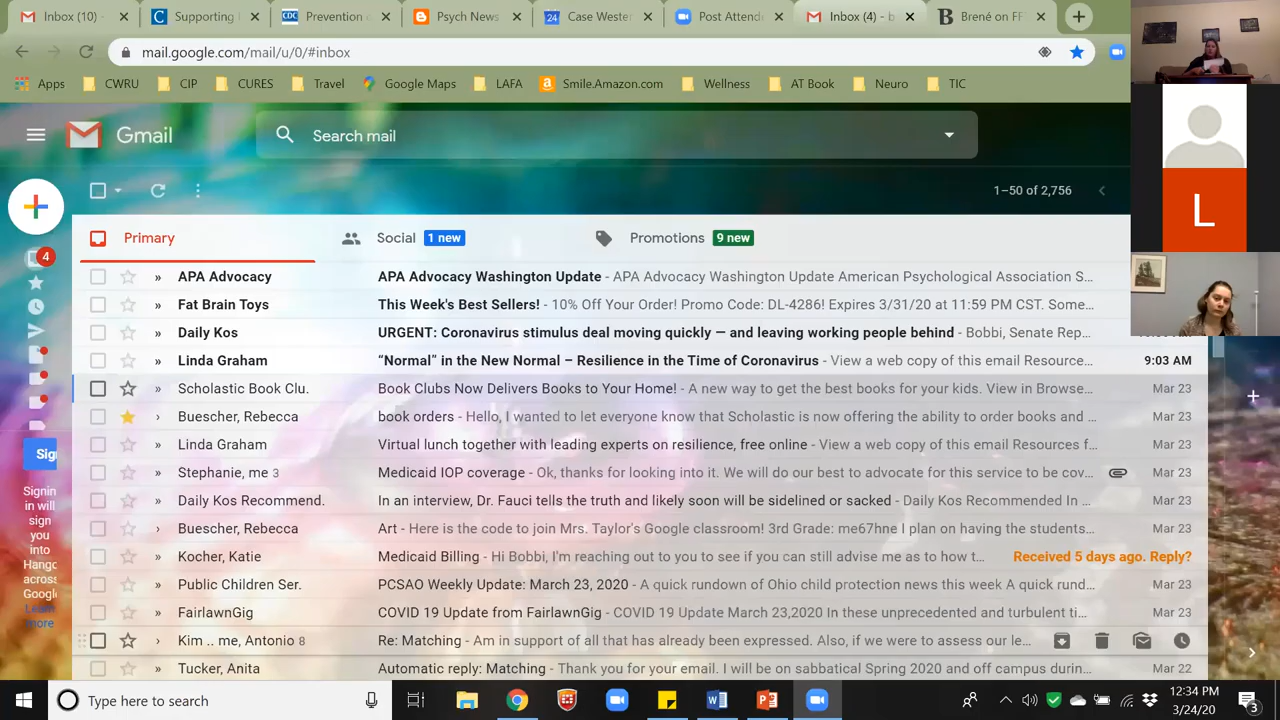 Inbox (10)
Supporting
CDC
Prevention
Psych News
24
Case Wester
Post Attend
Inbox (4) - b
Brené on FF
mail.google.com/mail/u/0/#inbox
Apps CWRU CIP CURES Travel Google Maps LAFA Smile.Amazon.com Wellness AT Book Neuro TIC
Gmail
Search mail
1–50 of 2,756
L
Primary
Social 1 new
Promotions 9 new
4
APA Advocacy APA Advocacy Washington Update - APA Advocacy Washington Update American Psychological Association S...
Fat Brain Toys This Week's Best Sellers! - 10% Off Your Order! Promo Code: DL-4286! Expires 3/31/20 at 11:59 PM CST. Some...
Daily Kos URGENT: Coronavirus stimulus deal moving quickly — and leaving working people behind - Bobbi, Senate Rep...
Linda Graham “Normal” in the New Normal – Resilience in the Time of Coronavirus - View a web copy of this email Resource... 9:03 AM
Scholastic Book Clu. Book Clubs Now Delivers Books to Your Home! - A new way to get the best books for your kids. View in Browse... Mar 23
Buescher, Rebecca book orders - Hello, I wanted to let everyone know that Scholastic is now offering the ability to order books and ... Mar 23
Linda Graham Virtual lunch together with leading experts on resilience, free online - View a web copy of this email Resources f... Mar 23
Stephanie, me 3 Medicaid IOP coverage - Ok, thanks for looking into it. We will do our best to advocate for this service to be cov... Mar 23
Daily Kos Recommend. In an interview, Dr. Fauci tells the truth and likely soon will be sidelined or sacked - Daily Kos Recommended In ... Mar 23
Buescher, Rebecca Art - Here is the code to join Mrs. Taylor's Google classroom! 3rd Grade: me67hne I plan on having the students... Mar 23
Kocher, Katie Medicaid Billing - Hi Bobbi, I'm reaching out to you to see if you can still advise me as to how t... Received 5 days ago. Reply?
Public Children Ser. PCSAO Weekly Update: March 23, 2020 - A quick rundown of Ohio child protection news this week A quick rund... Mar 23
FairlawnGig COVID 19 Update from FairlawnGig - COVID 19 Update March 23,2020 In these unprecedented and turbulent ti... Mar 23
Kim .. me, Antonio 8 Re: Matching - Am in support of all that has already been expressed. Also, if we were to assess our le...
Tucker, Anita Automatic reply: Matching - Thank you for your email. I will be on sabbatical Spring 2020 and off campus durin... Mar 22
Sig
Signin
in will
sign
you
into
Hango
across
Google
Learn
more
Type here to search
12:34 PM
3/24/20
3